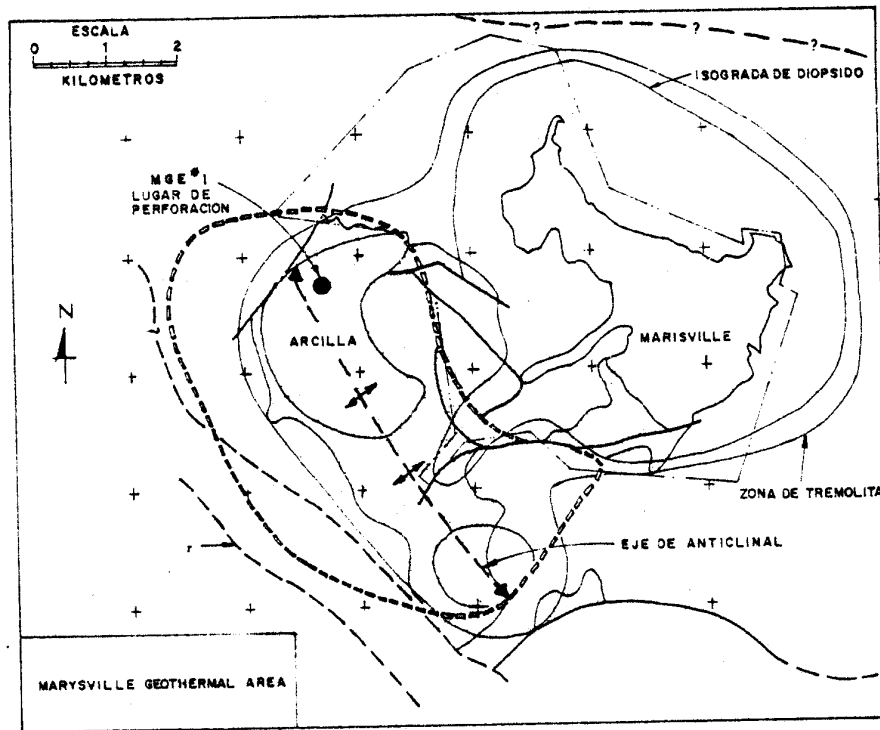 ESCALA
0 1 2
KILOMETROS
? ? ?
ISOGRADA DE DIOPSIDO
MGE #1
LUGAR DE
PERFORACION
N
ARCILLA
MARISVILLE
ZONA DE TREMOLITA
EJE DE ANTICLINAL
MARYSVILLE GEOTHERMAL AREA